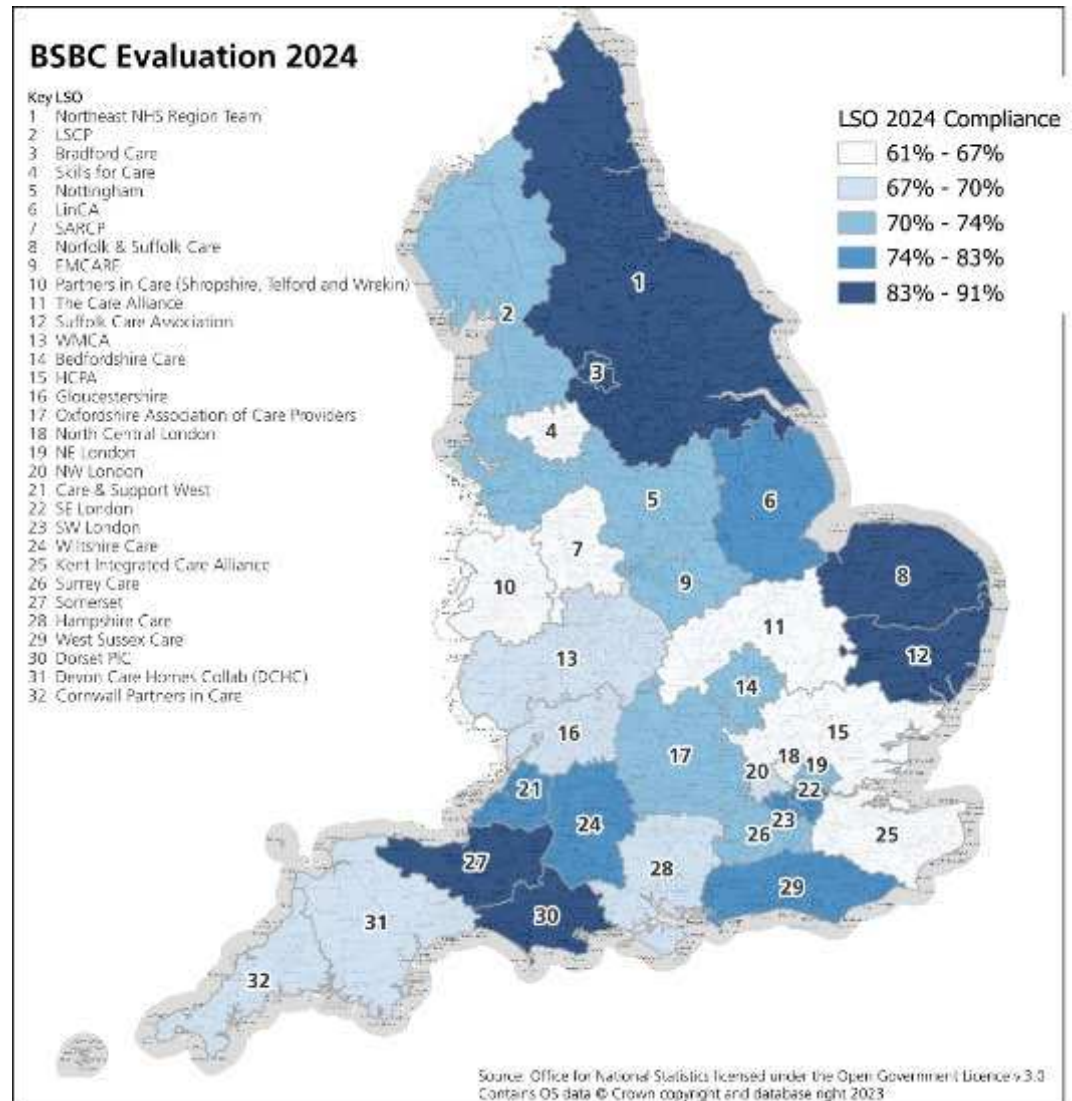 BSBC Evaluation 2024
Key LSO
1 Northeast NHS Region Team
2 LSCP
3 Bradford Care
4 Skills for Care
5 Nottingham
6 LinCA
7 SARCP
8 Norfolk & Suffolk Care
9 EMCARE
10 Partners in Care (Shropshire, Telford and Wrekin)
11 The Care Alliance
12 Suffolk Care Association
13 WMCA
14 Bedfordshire Care
15 HCPA
16 Gloucestershire
17 Oxfordshire Association of Care Providers
18 North Central London
19 NE London
20 NW London
21 Care & Support West
22 SE London
23 SW London
24 Wiltshire Care
25 Kent Integrated Care Alliance
26 Surrey Care
27 Somerset
28 Hampshire Care
29 West Sussex Care
30 Dorset PIC
31 Devon Care Homes Collab (DCHC)
32 Cornwall Partners in Care
LSO 2024 Compliance
61% - 67%
67% - 70%
70% - 74%
74% - 83%
83% - 91%
1
2
3
4
5
6
7
8
9
10
11
12
13
14
15
16
17
18
19
20
21
22
23
24
25
26
27
28
29
30
31
32
Source: Office for National Statistics licensed under the Open Government Licence v.3.0
Contains OS data © Crown copyright and database right 2023